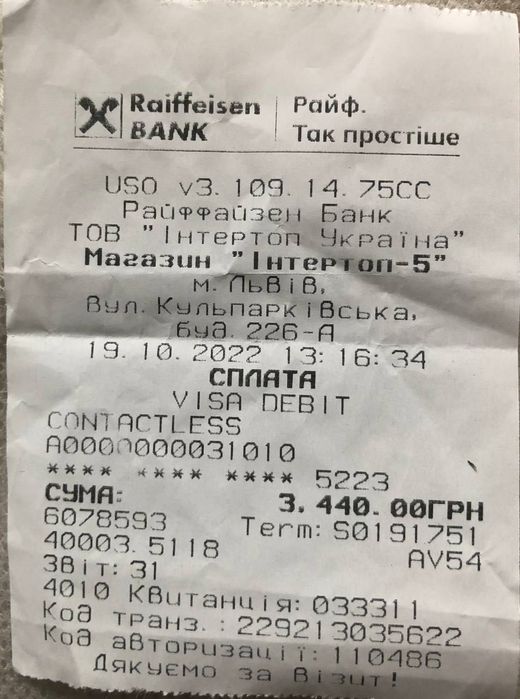 Raiffeisen BANK
Райф. Так простіше
USO v3. 109. 14. 75CC
Райффайзен Банк
ТОВ "Інтертоп Україна"
Магазин "Інтертоп-5"
м. Львів,
Вул. Кульпарківська,
буд. 226-А
19. 10. 2022 13: 16: 34
СПЛАТА
VISA DEBIT
CONTACTLESS
A0000000031010
**** **** **** 5223
СУМА: 3. 440. 00ГРН
6078593 Term: S0191751
40003. 5118 AV54
Звіт: 31
4010 Квитанція: 033311
Код транз. : 229213035622
Код авторизації: 110486
Дякуємо за Візит!